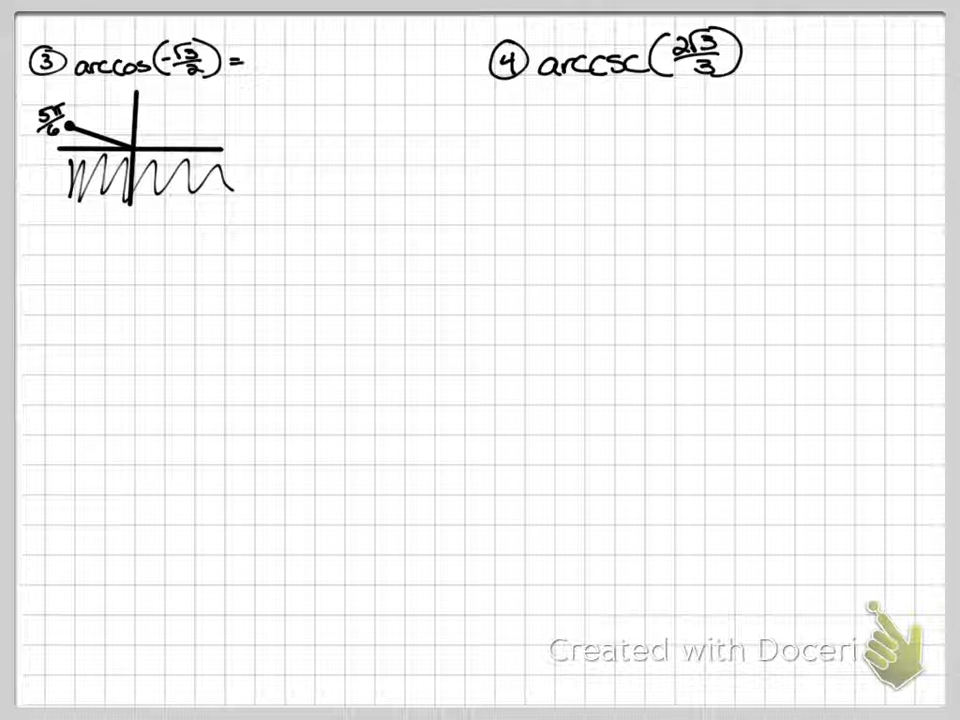 ③ arccos(-√3/2) =
5π/6
④ arccsc(2√3/3)
Created with Doceri